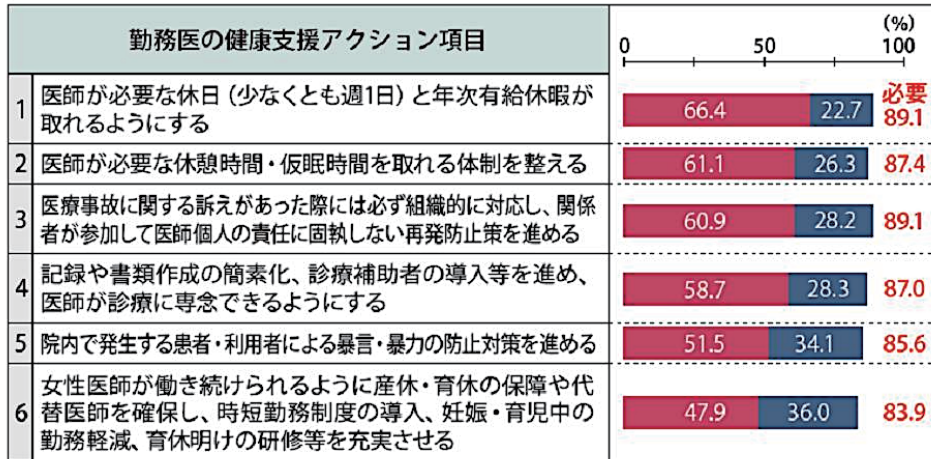 勤務医の健康支援アクション項目
(%)
0 50 100
1 医師が必要な休日(少なくとも週1日)と年次有給休暇が
取れるようにする
66.4 22.7 必要
89.1
2 医師が必要な休憩時間・仮眠時間を取れる体制を整える
61.1 26.3 87.4
3 医療事故に関する訴えがあった際には必ず組織的に対応し、関係
者が参加して医師個人の責任に固執しない再発防止策を進める
60.9 28.2 89.1
4 記録や書類作成の簡素化、診療補助者の導入等を進め、
医師が診療に専念できるようにする
58.7 28.3 87.0
5 院内で発生する患者・利用者による暴言・暴力の防止対策を進める
51.5 34.1 85.6
6 女性医師が働き続けられるように産休・育休の保障や代
替医師を確保し、時短勤務制度の導入、妊娠・育児中の
勤務軽減、育休明けの研修等を充実させる
47.9 36.0 83.9